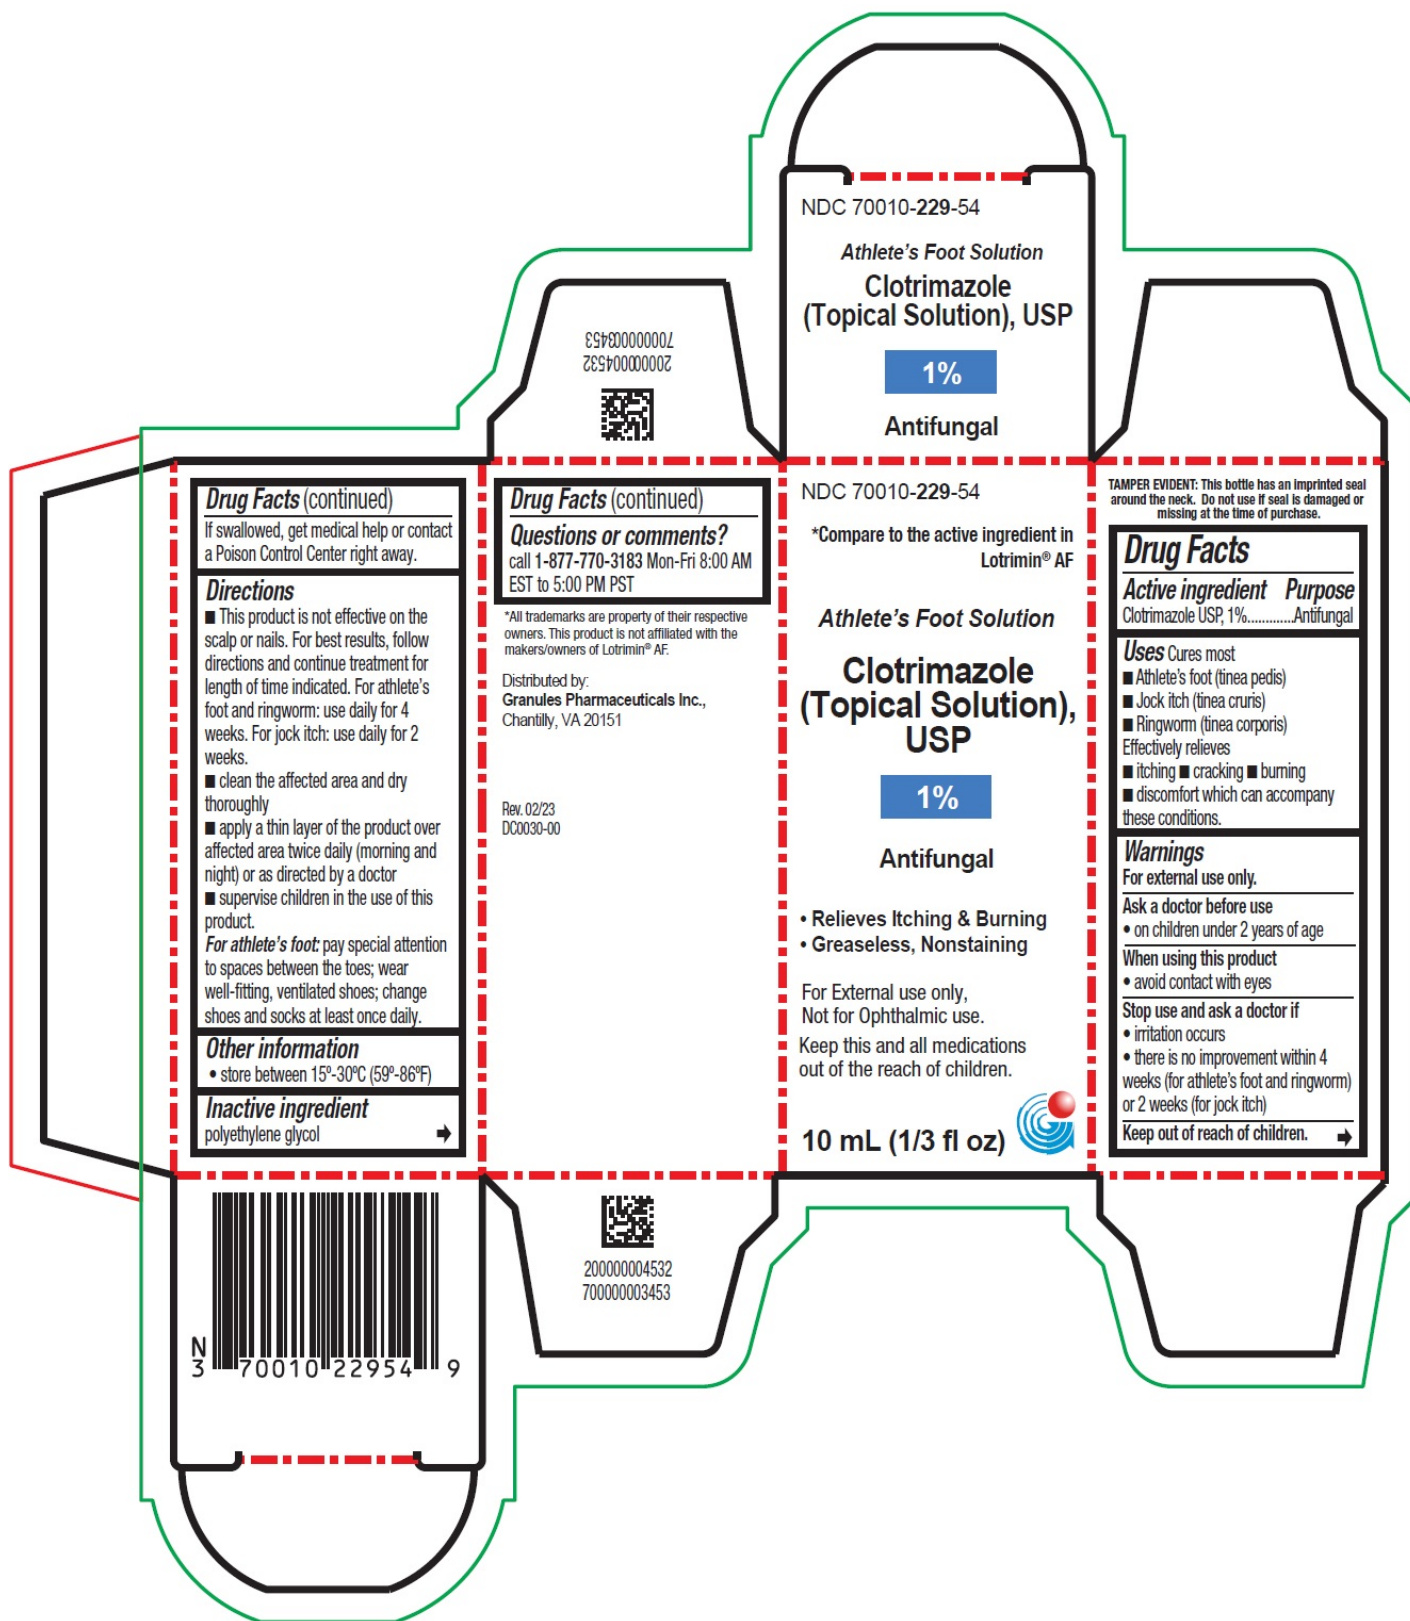 NDC 70010-229-54
Athlete's Foot Solution
Clotrimazole
(Topical Solution), USP
1%
Antifungal
700000003453
200000004532
Drug Facts (continued)
If swallowed, get medical help or contact
a Poison Control Center right away.
Directions
■ This product is not effective on the
scalp or nails. For best results, follow
directions and continue treatment for
length of time indicated. For athlete's
foot and ringworm: use daily for 4
weeks. For jock itch: use daily for 2
weeks.
■ clean the affected area and dry
thoroughly
■ apply a thin layer of the product over
affected area twice daily (morning and
night) or as directed by a doctor
■ supervise children in the use of this
product.
For athlete's foot: pay special attention
to spaces between the toes; wear
well-fitting, ventilated shoes; change
shoes and socks at least once daily.
Other information
• store between 15º-30ºC (59º-86ºF)
Inactive ingredient
polyethylene glycol
Drug Facts (continued)
Questions or comments?
call 1-877-770-3183 Mon-Fri 8:00 AM
EST to 5:00 PM PST
*All trademarks are property of their respective
owners. This product is not affiliated with the
makers/owners of Lotrimin® AF.
Distributed by:
Granules Pharmaceuticals Inc.,
Chantilly, VA 20151
Rev. 02/23
DC0030-00
NDC 70010-229-54
*Compare to the active ingredient in
Lotrimin® AF
Athlete's Foot Solution
Clotrimazole
(Topical Solution),
USP
1%
Antifungal
• Relieves Itching & Burning
• Greaseless, Nonstaining
For External use only,
Not for Ophthalmic use.
Keep this and all medications
out of the reach of children.
10 mL (1/3 fl oz)
TAMPER EVIDENT: This bottle has an imprinted seal
around the neck. Do not use if seal is damaged or
missing at the time of purchase.
Drug Facts
Active ingredient Purpose
Clotrimazole USP, 1%.............Antifungal
Uses Cures most
■ Athlete's foot (tinea pedis)
■ Jock itch (tinea cruris)
■ Ringworm (tinea corporis)
Effectively relieves
■ itching ■ cracking ■ burning
■ discomfort which can accompany
these conditions.
Warnings
For external use only.
Ask a doctor before use
• on children under 2 years of age
When using this product
• avoid contact with eyes
Stop use and ask a doctor if
• irritation occurs
• there is no improvement within 4
weeks (for athlete's foot and ringworm)
or 2 weeks (for jock itch)
Keep out of reach of children.
N
3 70010 22954 9
200000004532
700000003453